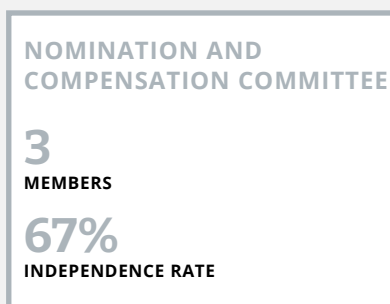 NOMINATION AND
COMPENSATION COMMITTEE
3
MEMBERS
67%
INDEPENDENCE RATE